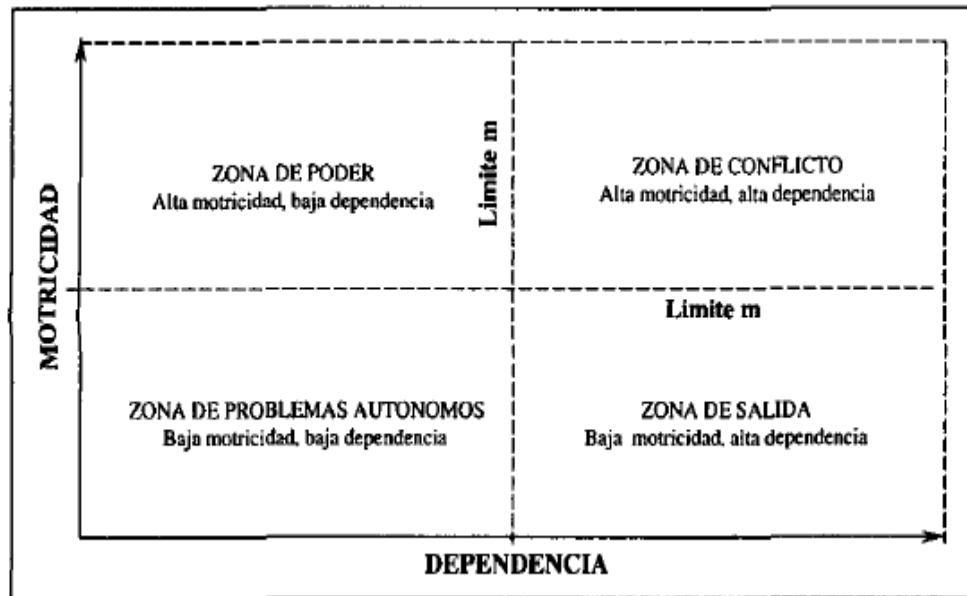 ZONA DE PODER
Alta motricidad, baja dependencia
Limite m
ZONA DE CONFLICTO
Alta motricidad, alta dependencia
MOTRICIDAD
Limite m
ZONA DE PROBLEMAS AUTONOMOS
Baja motricidad, baja dependencia
ZONA DE SALIDA
Baja motricidad, alta dependencia
DEPENDENCIA